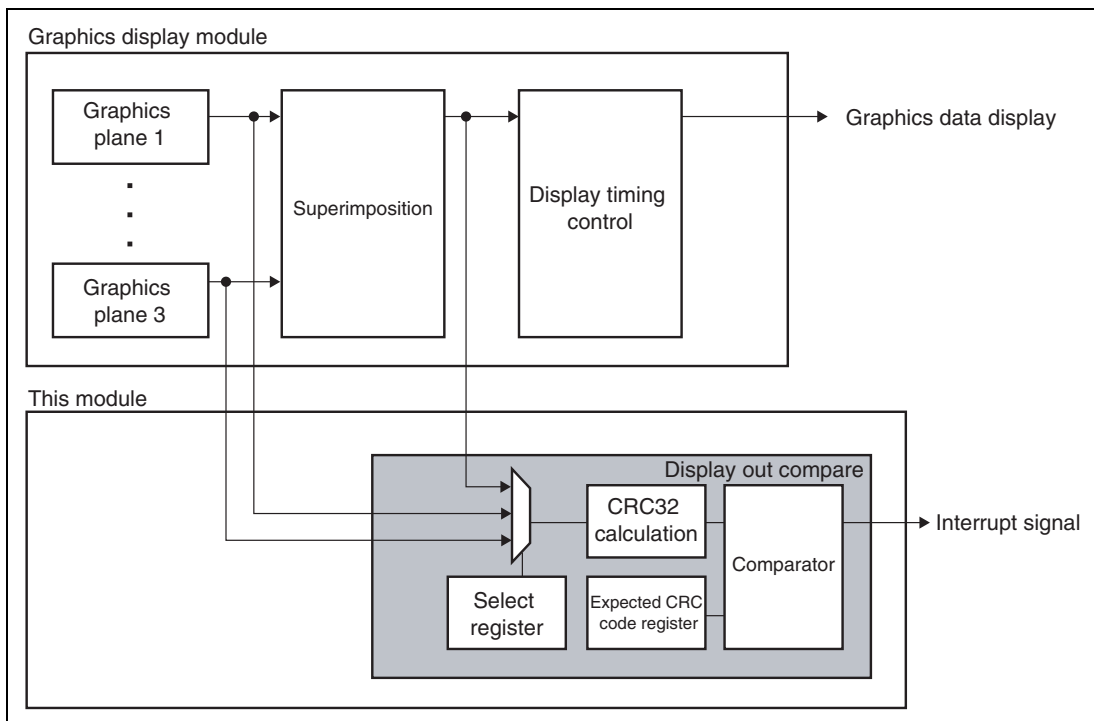 Graphics display module
Graphics
plane 1
Graphics
plane 3
Superimposition
Display timing
control
Graphics data display
This module
Display out compare
CRC32
calculation
Comparator
Interrupt signal
Select
register
Expected CRC
code register